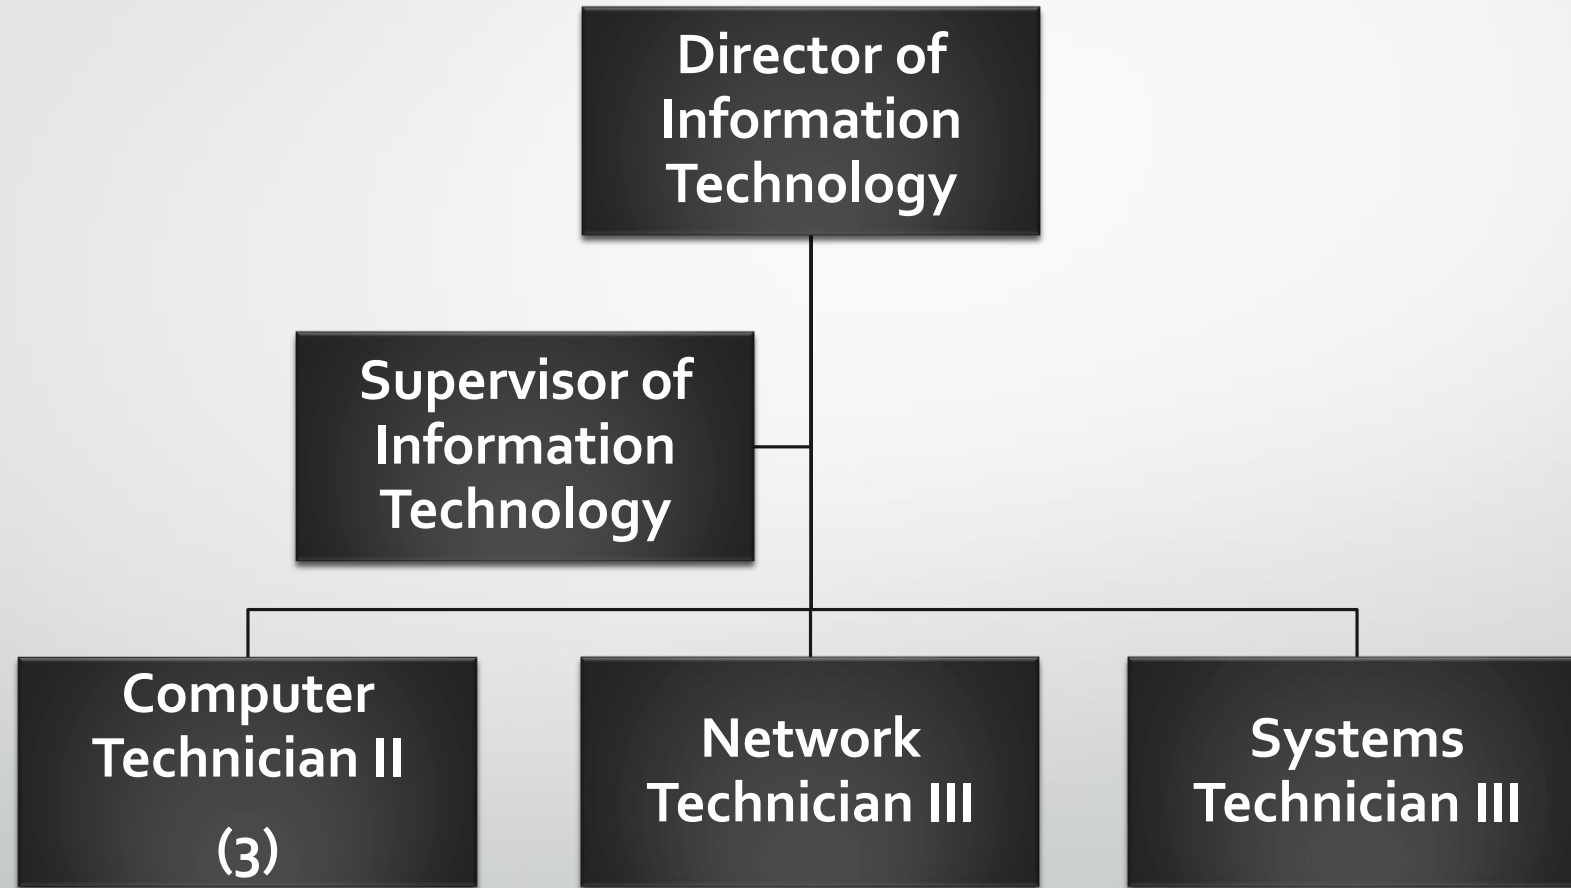 Director of
Information
Technology
Supervisor of
Information
Technology
Computer
Technician II
(3)
Network
Technician III
Systems
Technician III